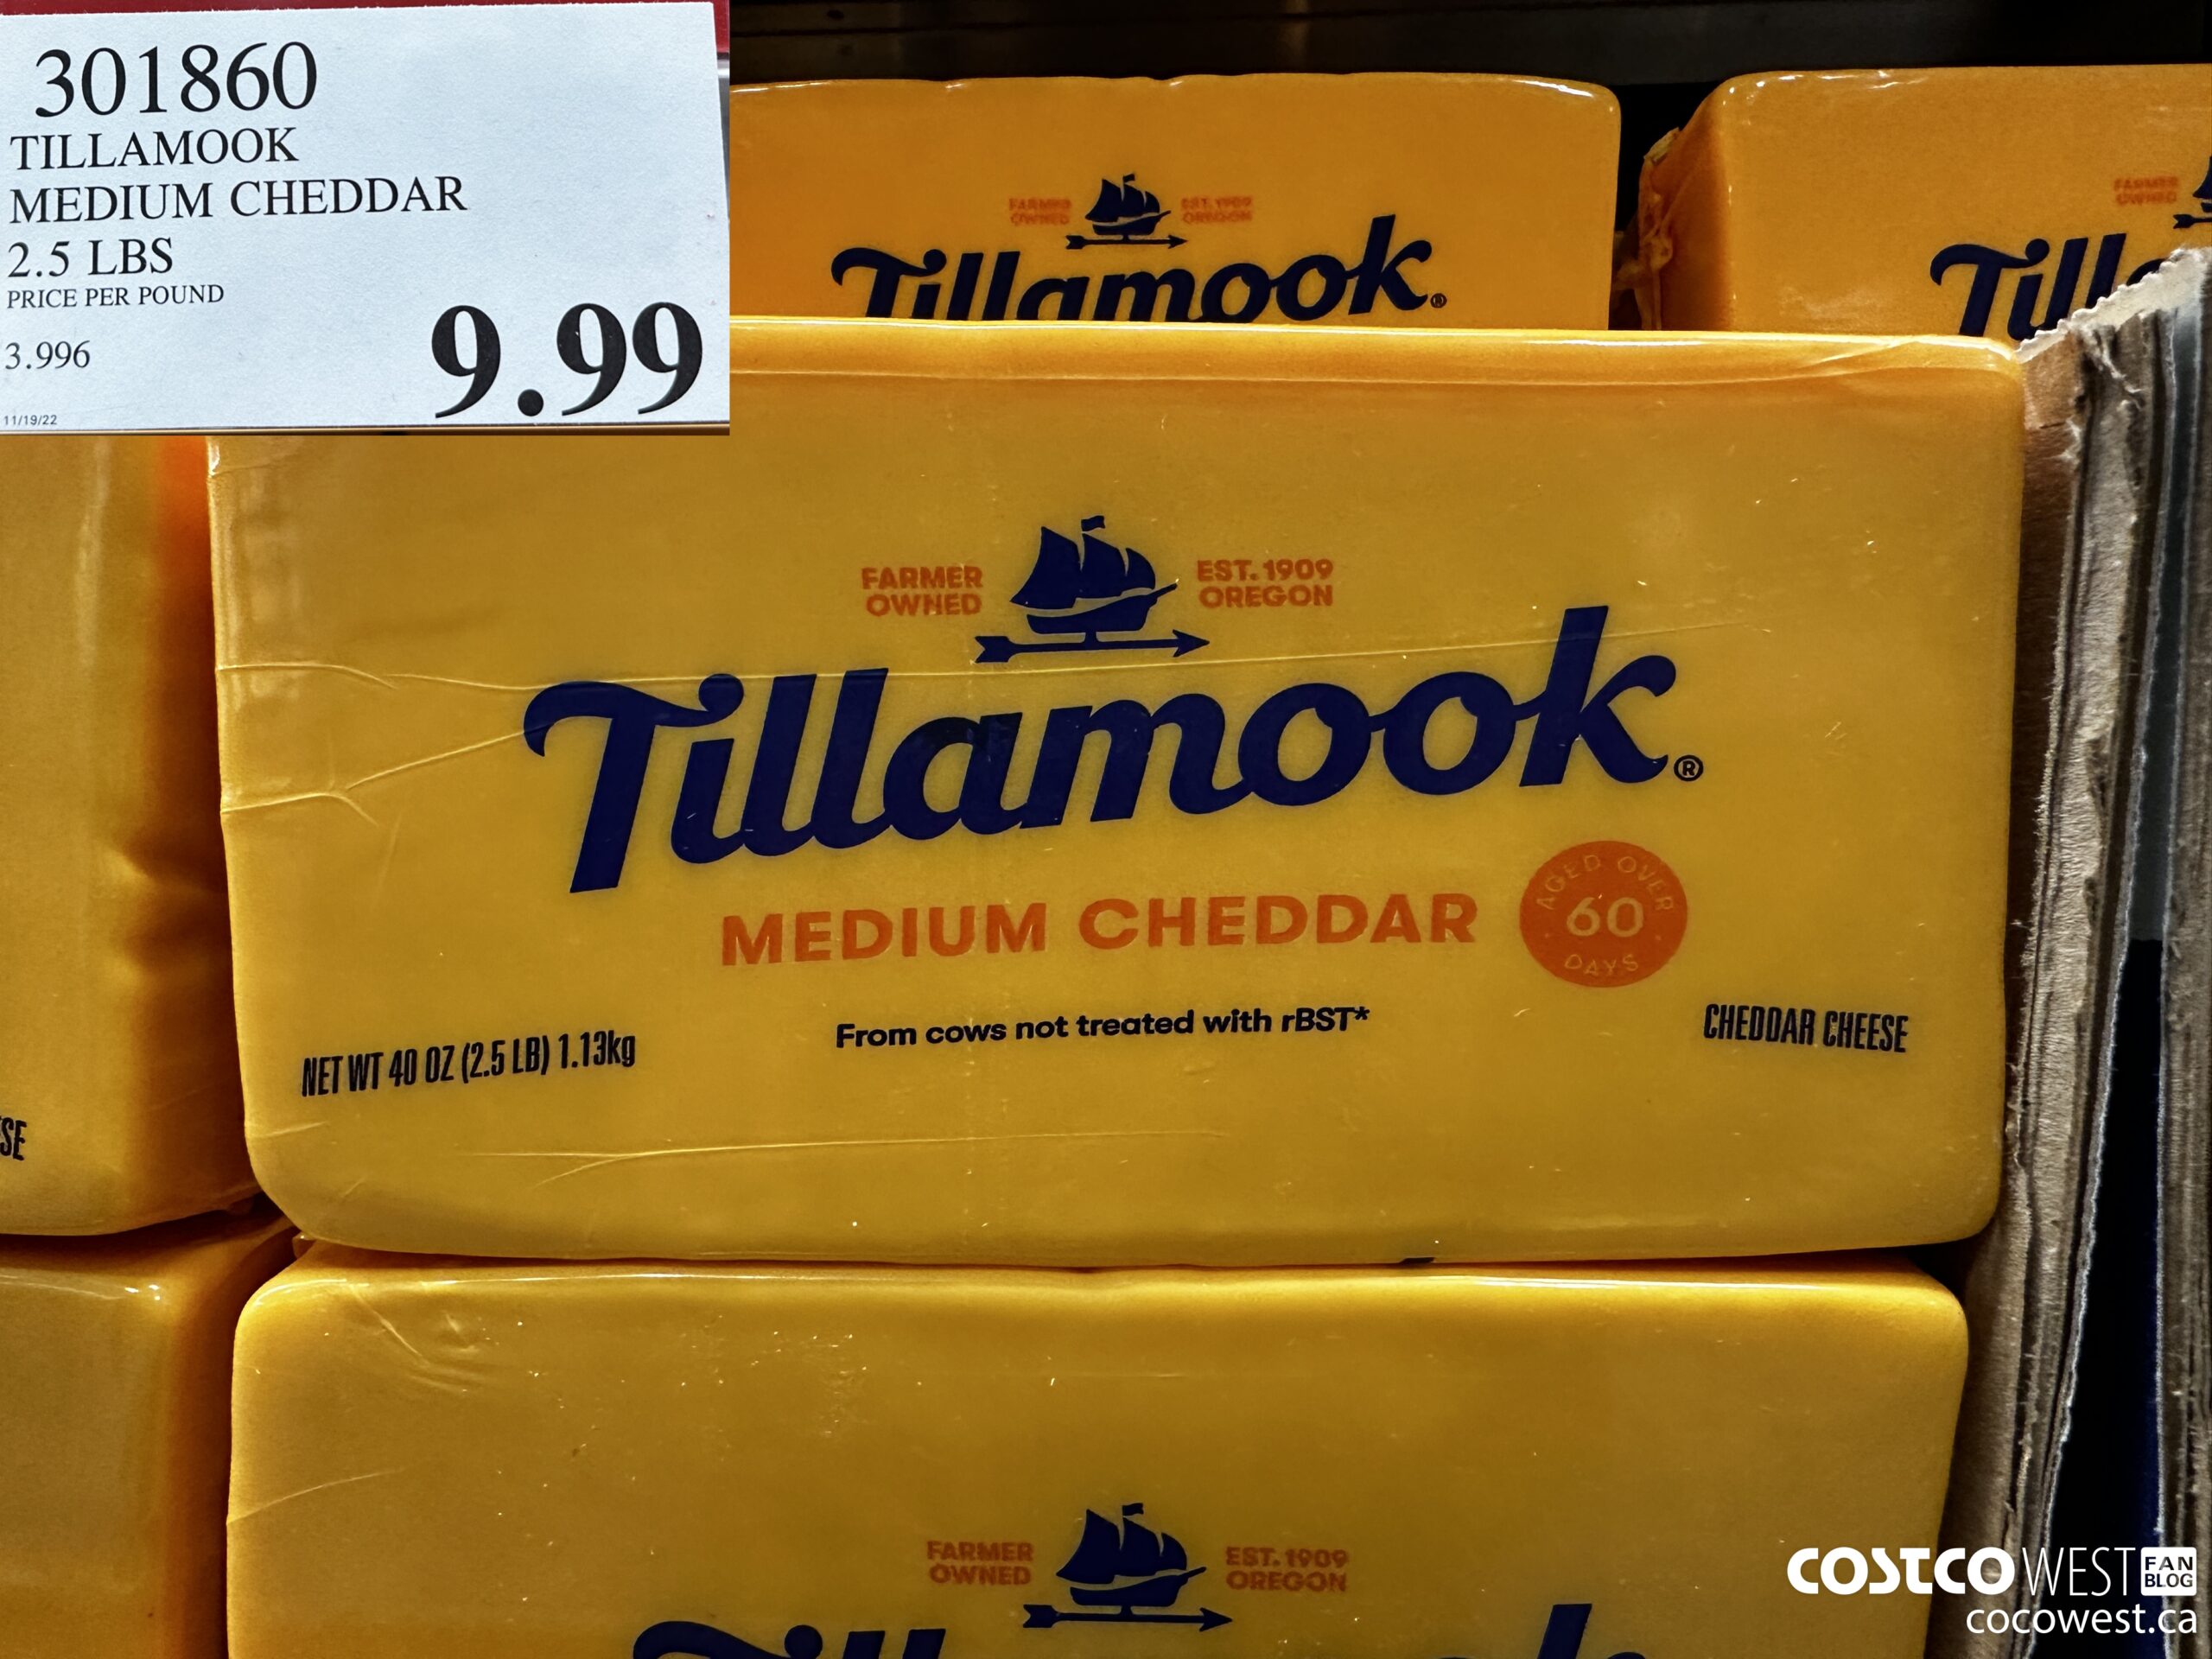 301860
TILLAMOOK
MEDIUM CHEDDAR
2.5 LBS
PRICE PER POUND
3.996
9.99
11/19/22
FARMER
OWNED
EST. 1909
OREGON
Tillamook®
FARMER
OWNED
FARMER
OWNED
EST. 1909
OREGON
Tillamook®
MEDIUM CHEDDAR
AGED OVER
60
DAYS
From cows not treated with rBST*
NET WT 40 OZ (2.5 LB) 1.13kg
CHEDDAR CHEESE
SE
FARMER
OWNED
EST. 1909
OREGON
COSTCO WEST FAN
BLOG
cocowest.ca